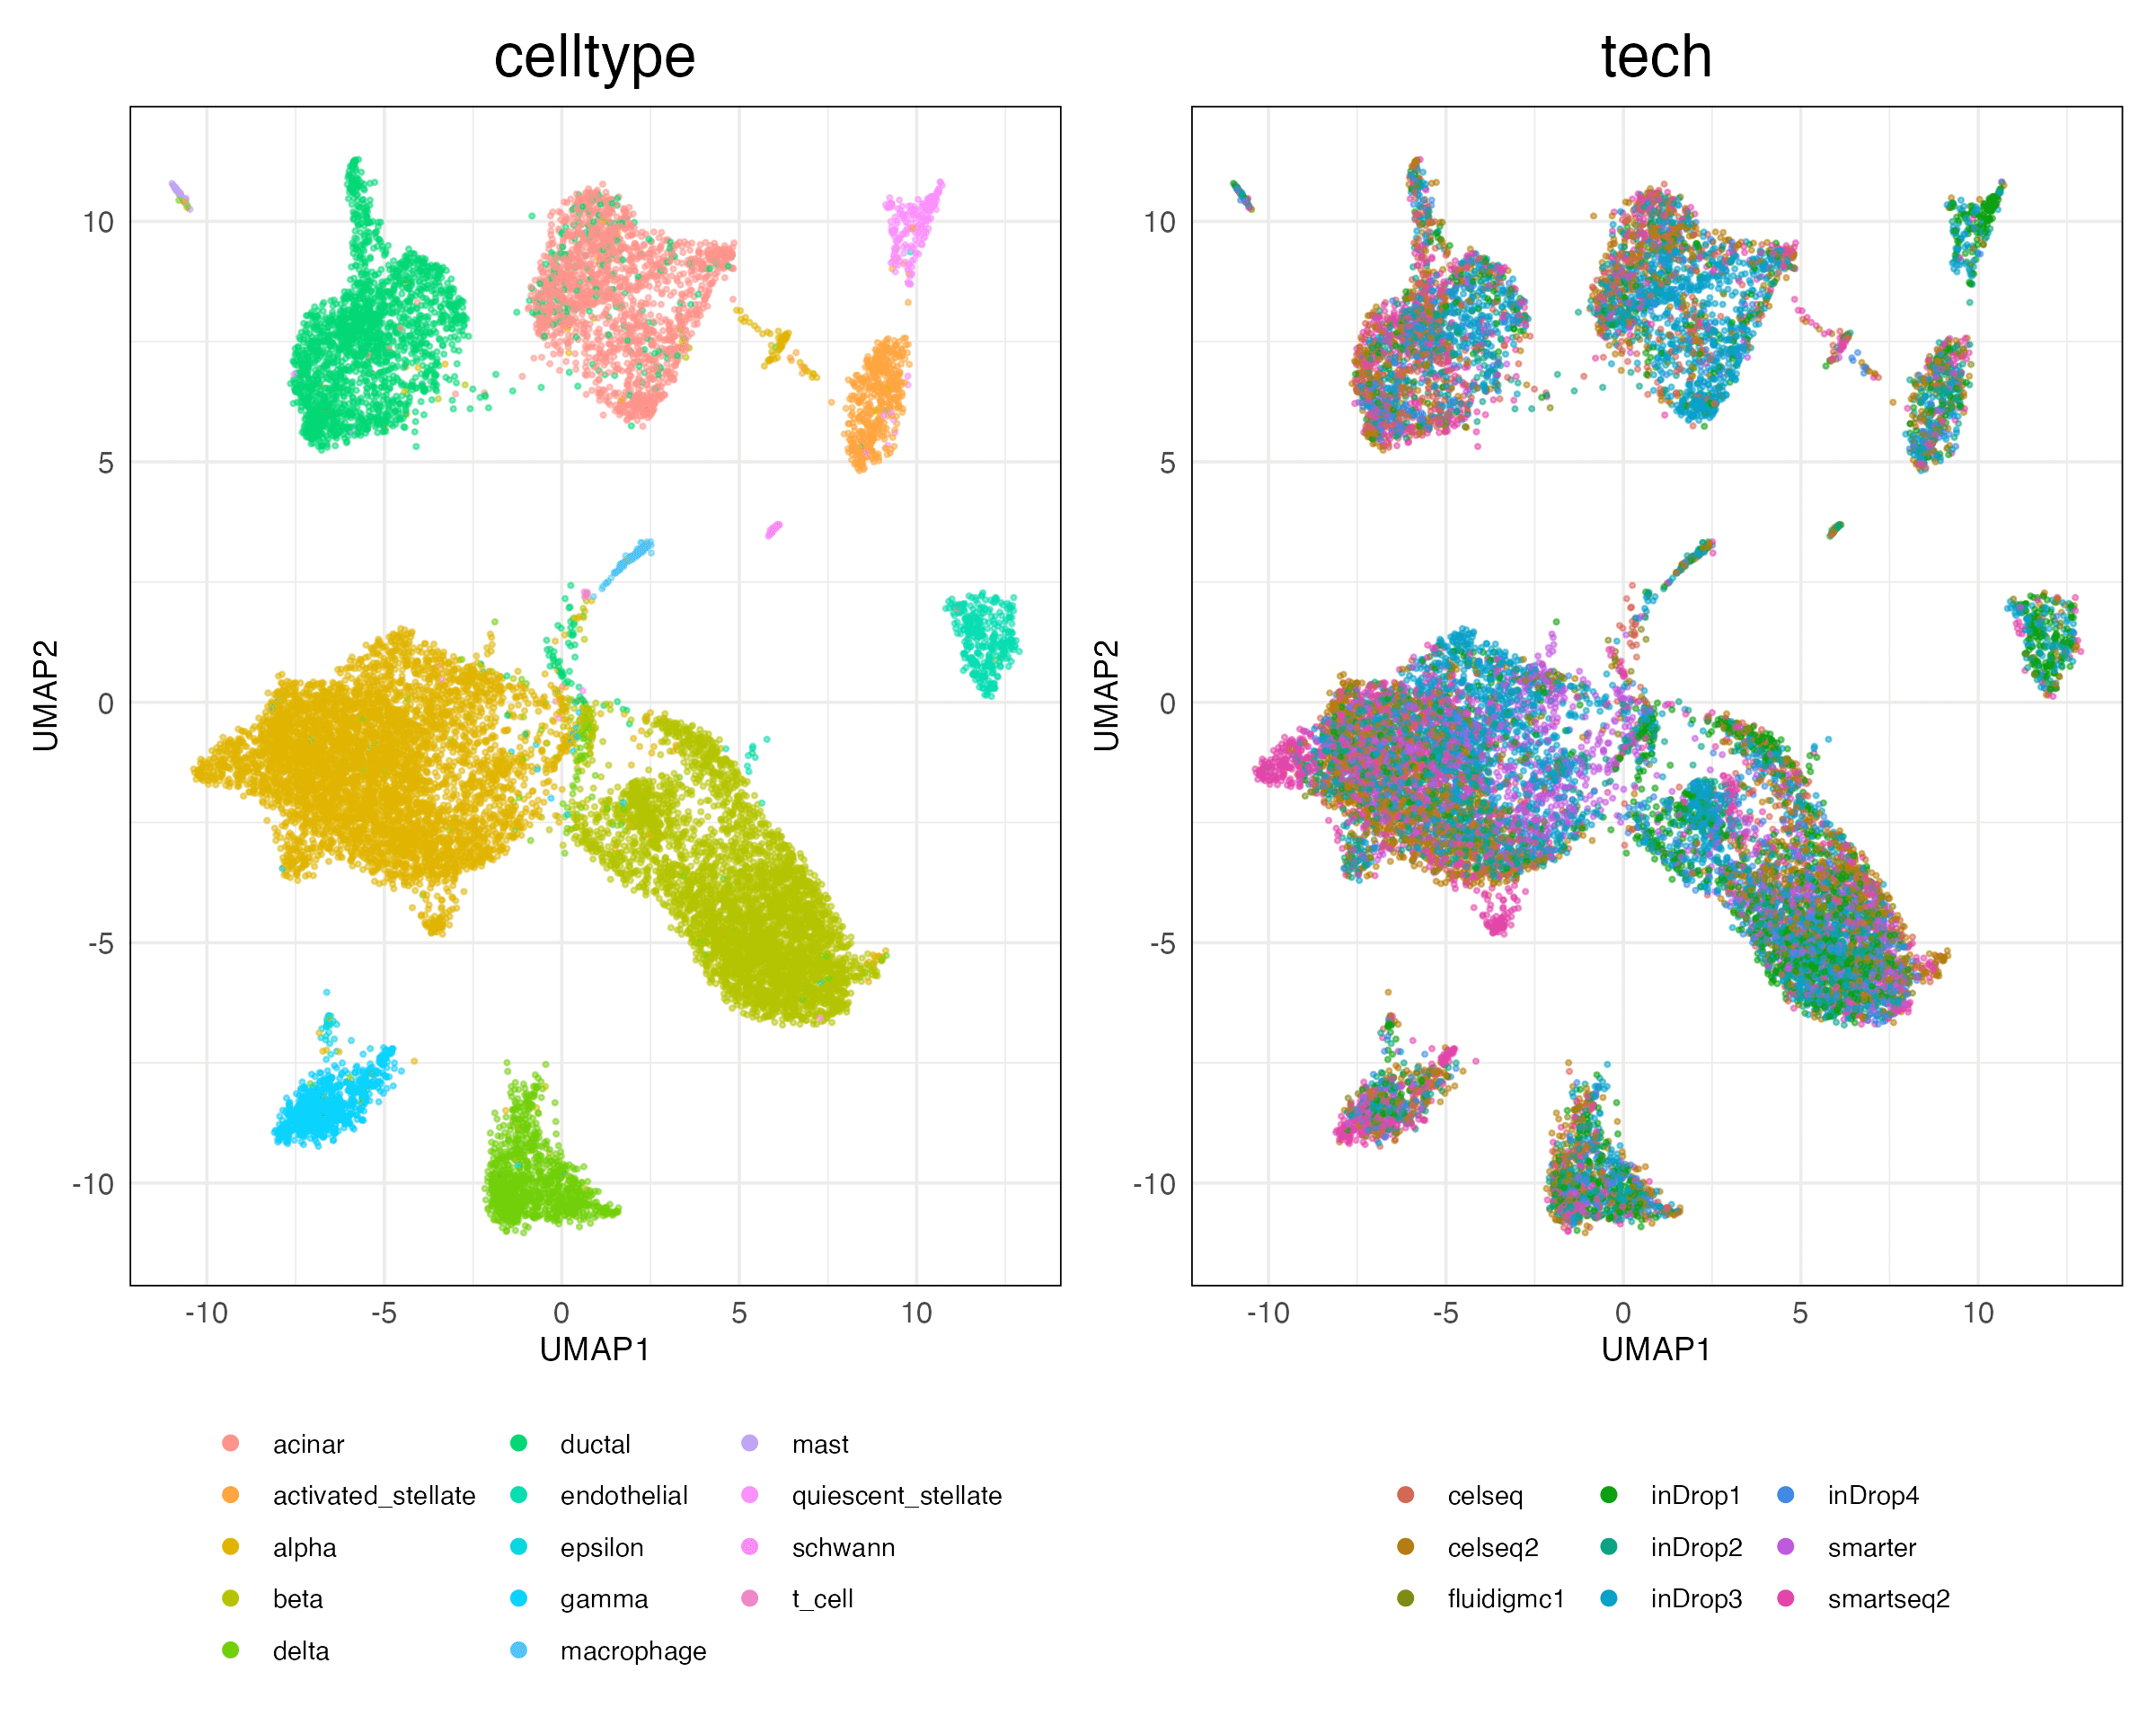 celltype
tech
UMAP2
10
5
0
-5
-10
-10
-5
0
5
10
UMAP1
UMAP2
10
5
0
-5
-10
-10
-5
0
5
10
UMAP1
acinar
activated_stellate
alpha
beta
delta
ductal
endothelial
epsilon
gamma
macrophage
mast
quiescent_stellate
schwann
t_cell
celseq
celseq2
fluidigmc1
inDrop1
inDrop2
inDrop3
inDrop4
smarter
smartseq2